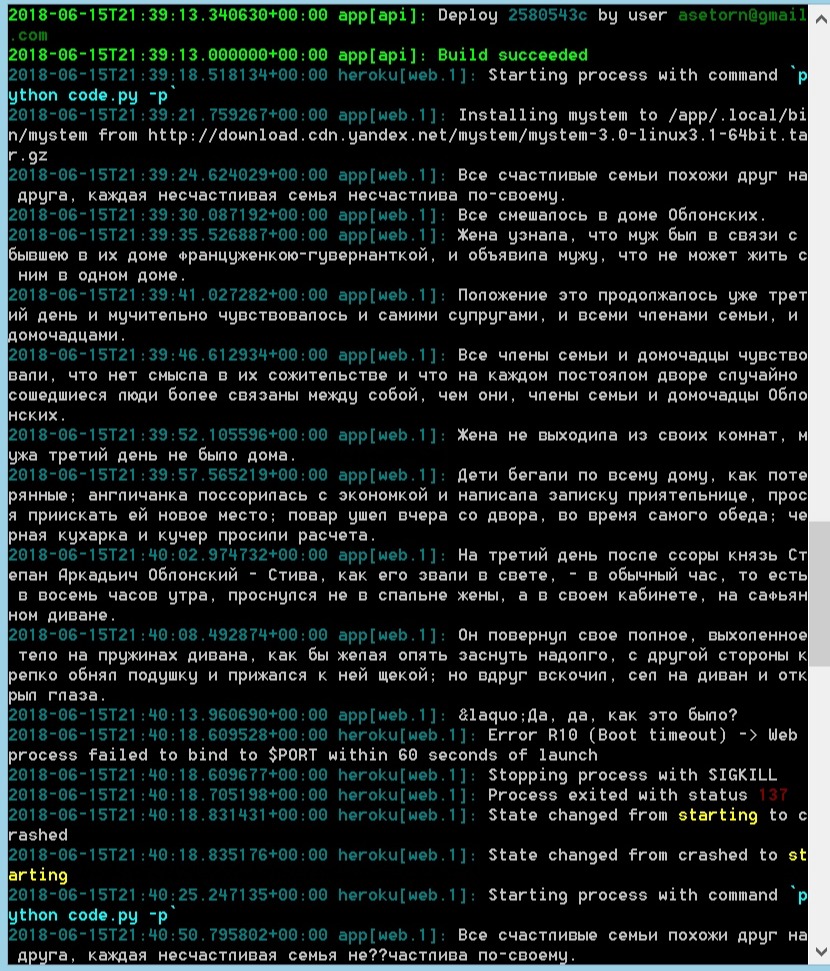 2018-06-15T21:39:13.340630+00:00 app[api]: Deploy 2580543c by user asetorn@gmail
.com
2018-06-15T21:39:13.000000+00:00 app[api]: Build succeeded
2018-06-15T21:39:18.518134+00:00 heroku[web.1]: Starting process with command `p
ython code.py -p`
2018-06-15T21:39:21.759267+00:00 app[web.1]: Installing mystem to /app/.local/bi
n/mystem from http://download.cdn.yandex.net/mystem/mystem-3.0-linux3.1-64bit.ta
r.gz
2018-06-15T21:39:24.624029+00:00 app[web.1]: Все счастливые семьи похожи друг на
 друга, каждая несчастливая семья несчастлива по-своему.
2018-06-15T21:39:30.087192+00:00 app[web.1]: Все смешалось в доме Облонских.
2018-06-15T21:39:35.526887+00:00 app[web.1]: Жена узнала, что муж был в связи с
бывшею в их доме француженкою-гувернанткой, и объявила мужу, что не может жить с
 ним в одном доме.
2018-06-15T21:39:41.027282+00:00 app[web.1]: Положение это продолжалось уже трет
ий день и мучительно чувствовалось и самими супругами, и всеми членами семьи, и
домочадцами.
2018-06-15T21:39:46.612934+00:00 app[web.1]: Все члены семьи и домочадцы чувство
вали, что нет смысла в их сожительстве и что на каждом постоялом дворе случайно
сошедшиеся люди более связаны между собой, чем они, члены семьи и домочадцы Обло
нских.
2018-06-15T21:39:52.105596+00:00 app[web.1]: Жена не выходила из своих комнат, м
ужа третий день не было дома.
2018-06-15T21:39:57.565219+00:00 app[web.1]: Дети бегали по всему дому, как поте
рянные; англичанка поссорилась с экономкой и написала записку приятельнице, прос
я приискать ей новое место; повар ушел вчера со двора, во время самого обеда; че
рная кухарка и кучер просили расчета.
2018-06-15T21:40:02.974732+00:00 app[web.1]: На третий день после ссоры князь Ст
епан Аркадьич Облонский - Стива, как его звали в свете, - в обычный час, то есть
 в восемь часов утра, проснулся не в спальне жены, а в своем кабинете, на сафьян
ном диване.
2018-06-15T21:40:08.492874+00:00 app[web.1]: Он повернул свое полное, выхоленное
 тело на пружинах дивана, как бы желая опять заснуть надолго, с другой стороны к
репко обнял подушку и прижался к ней щекой; но вдруг вскочил, сел на диван и отк
рыл глаза.
2018-06-15T21:40:13.960690+00:00 app[web.1]: &laquo;Да, да, как это было?
2018-06-15T21:40:18.609528+00:00 heroku[web.1]: Error R10 (Boot timeout) -> Web
process failed to bind to $PORT within 60 seconds of launch
2018-06-15T21:40:18.609677+00:00 heroku[web.1]: Stopping process with SIGKILL
2018-06-15T21:40:18.705198+00:00 heroku[web.1]: Process exited with status 137
2018-06-15T21:40:18.831431+00:00 heroku[web.1]: State changed from starting to c
rashed
2018-06-15T21:40:18.835176+00:00 heroku[web.1]: State changed from crashed to st
arting
2018-06-15T21:40:25.247135+00:00 heroku[web.1]: Starting process with command `p
ython code.py -p`
2018-06-15T21:40:50.795802+00:00 app[web.1]: Все счастливые семьи похожи друг на
 друга, каждая несчастливая семья не??частлива по-своему.